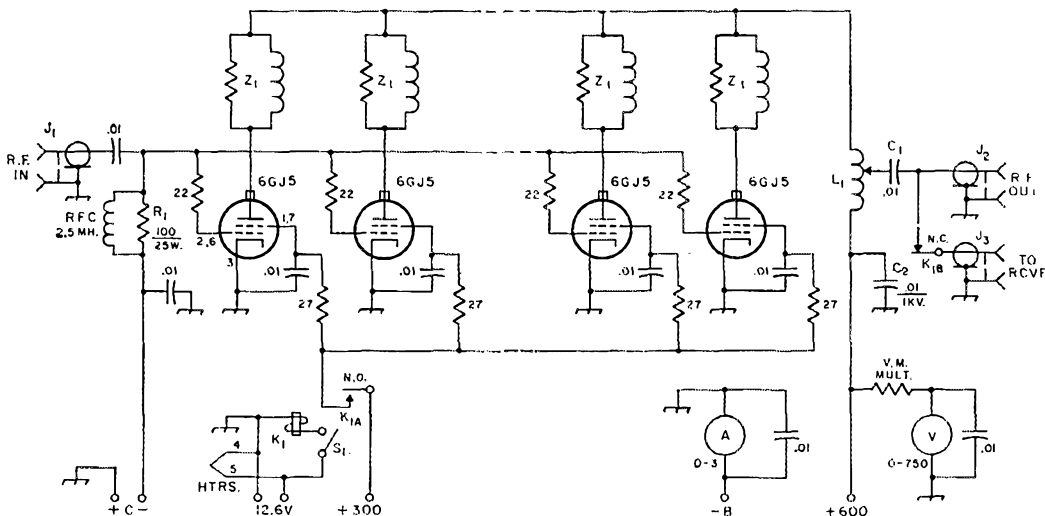 Z1
Z1
Z1
Z1
J1
.01
R.F.
IN
RFC
2.5 MH.
R1
100
25W.
.01
22
6GJ5
1,7
2,6
3
.01
27
22
6GJ5
.01
27
22
6GJ5
.01
27
22
6GJ5
.01
27
L1
C1
.01
J2
R.F.
OUT
N.C.
K1B
J3
TO
RCVR
C2
.01
1KV.
N.O.
K1A
K1
S1
4
5
HTRS.
+C-
12.6V
+300
A
0-3
.01
-B
V.M.
MULT.
V
0-750
.01
+600